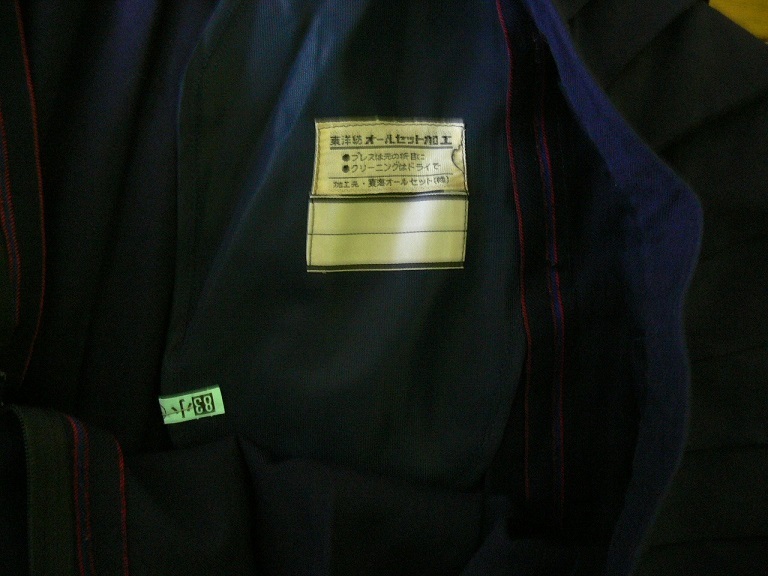 東洋紡オールセット加工
●プレスは元の折目に
●クリーニングはドライで
加工先・東海オールセット(株)
83